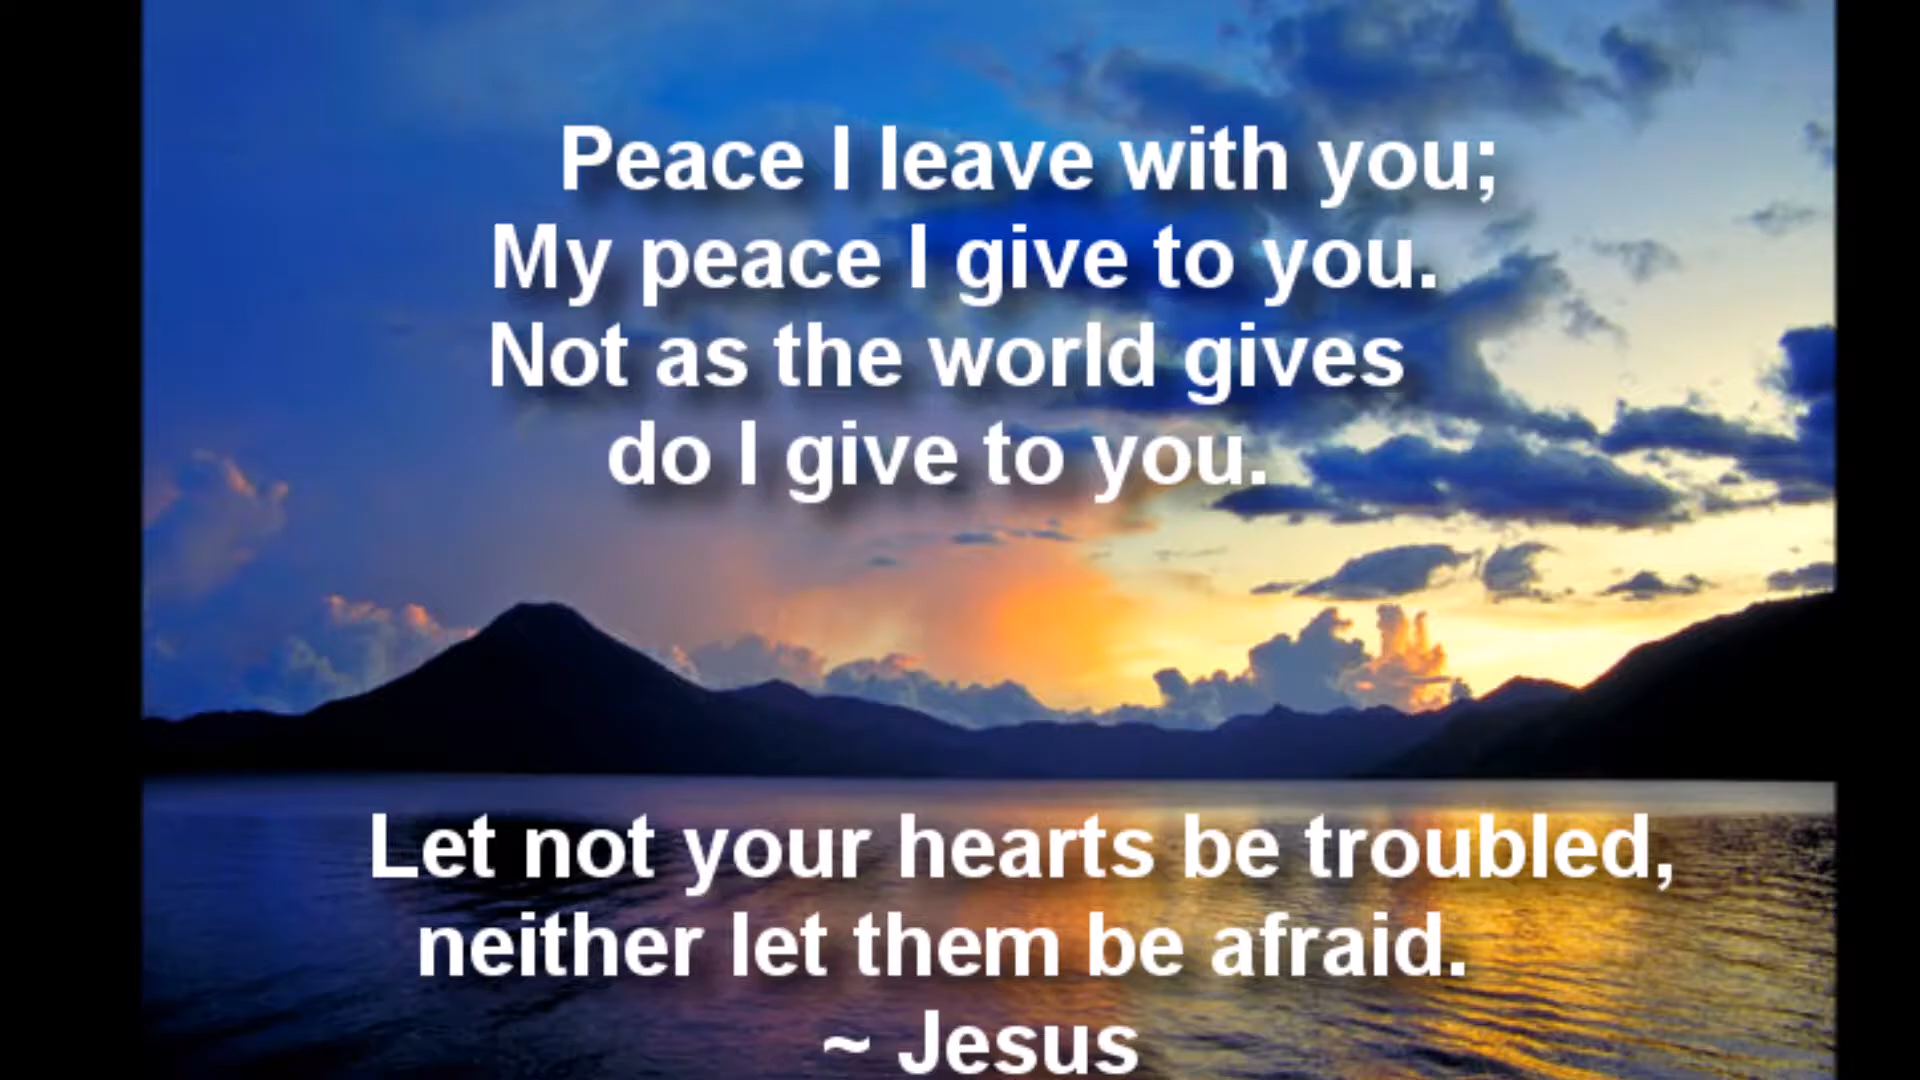 Peace I leave with you;
My peace I give to you.
Not as the world gives
do I give to you.
Let not your hearts be troubled,
neither let them be afraid.
~ Jesus